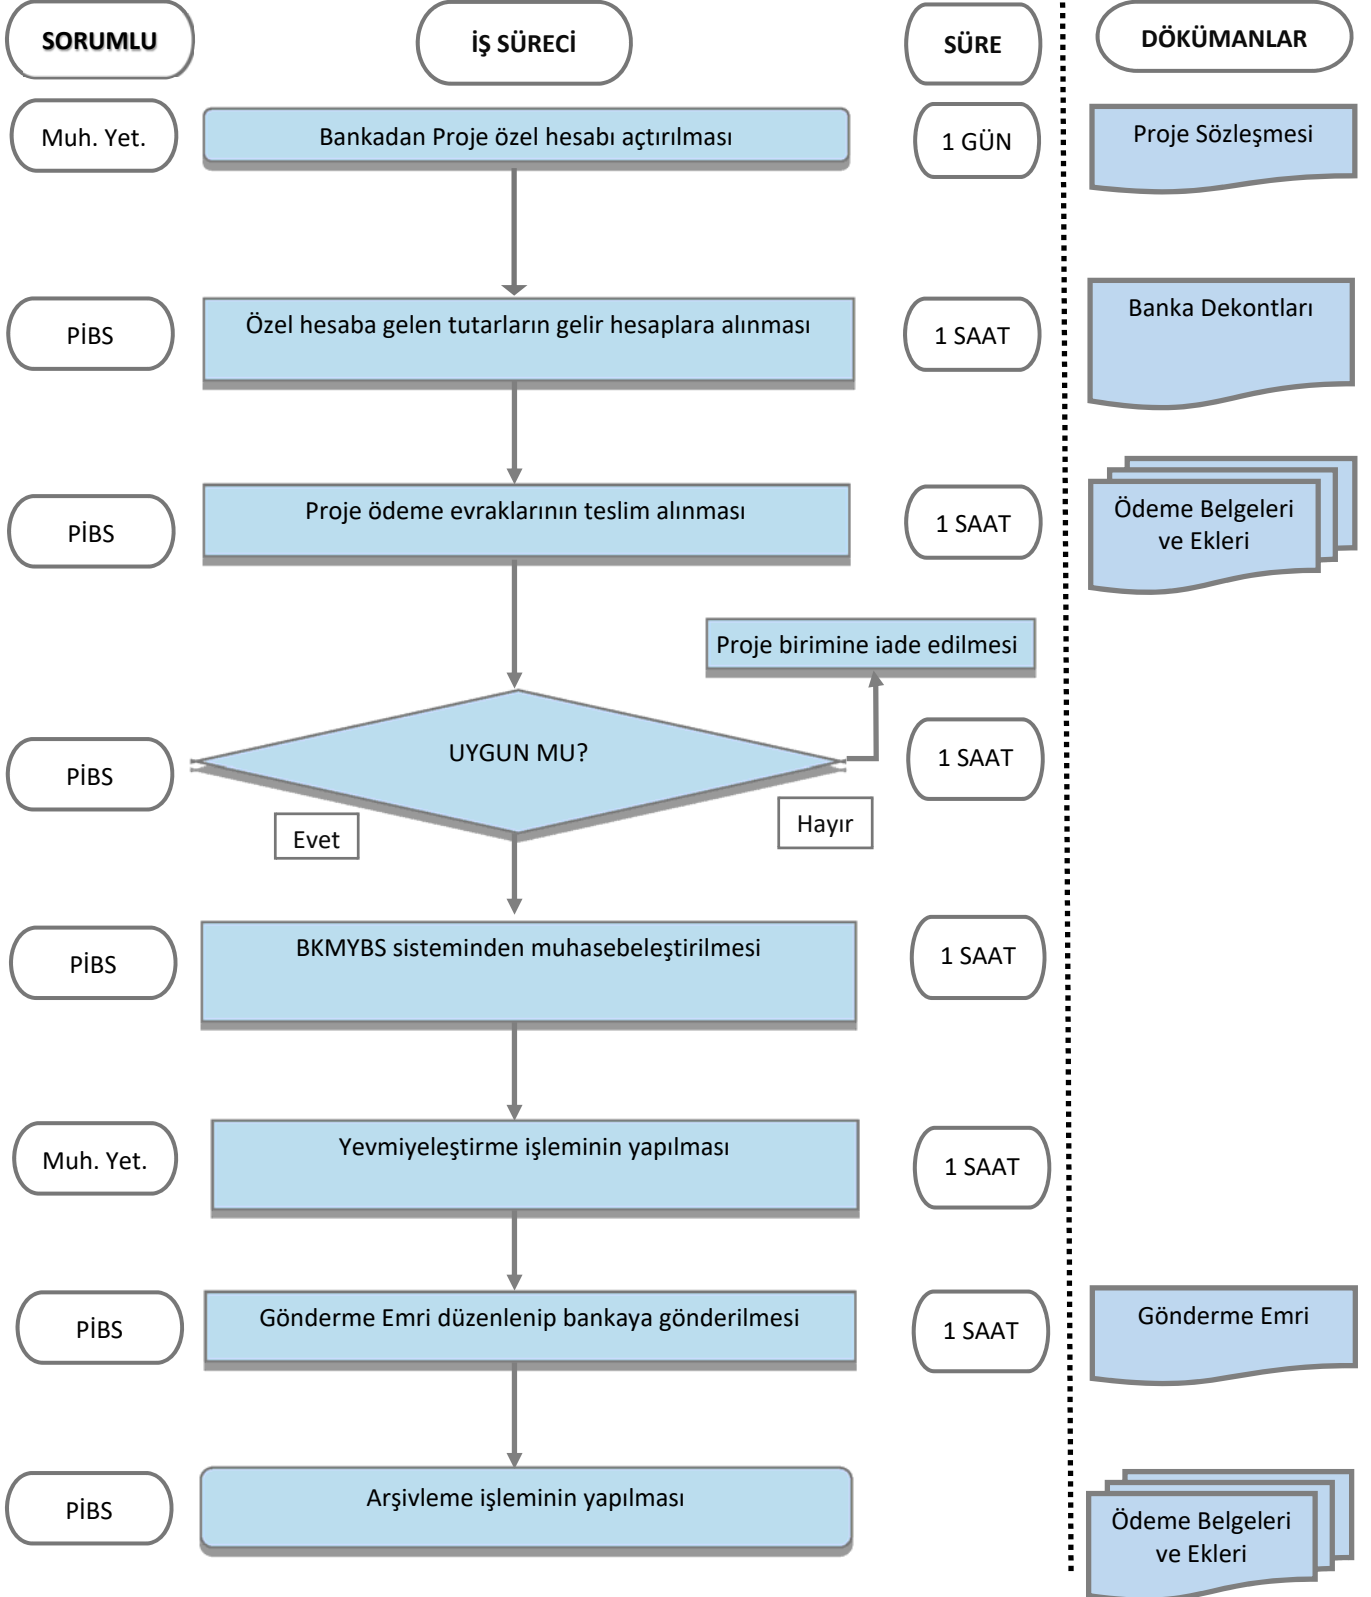 SORUMLU
İŞ SÜRECİ
SÜRE
DÖKÜMANLAR
Muh. Yet.
Bankadan Proje özel hesabı açtırılması
1 GÜN
Proje Sözleşmesi
PİBS
Özel hesaba gelen tutarların gelir hesaplara alınması
1 SAAT
Banka Dekontları
PİBS
Proje ödeme evraklarının teslim alınması
1 SAAT
Ödeme Belgeleri
ve Ekleri
Proje birimine iade edilmesi
PİBS
UYGUN MU?
1 SAAT
Evet
Hayır
PİBS
BKMYBS sisteminden muhasebeleştirilmesi
1 SAAT
Muh. Yet.
Yevmiyeleştirme işleminin yapılması
1 SAAT
PİBS
Gönderme Emri düzenlenip bankaya gönderilmesi
1 SAAT
Gönderme Emri
PİBS
Arşivleme işleminin yapılması
Ödeme Belgeleri
ve Ekleri